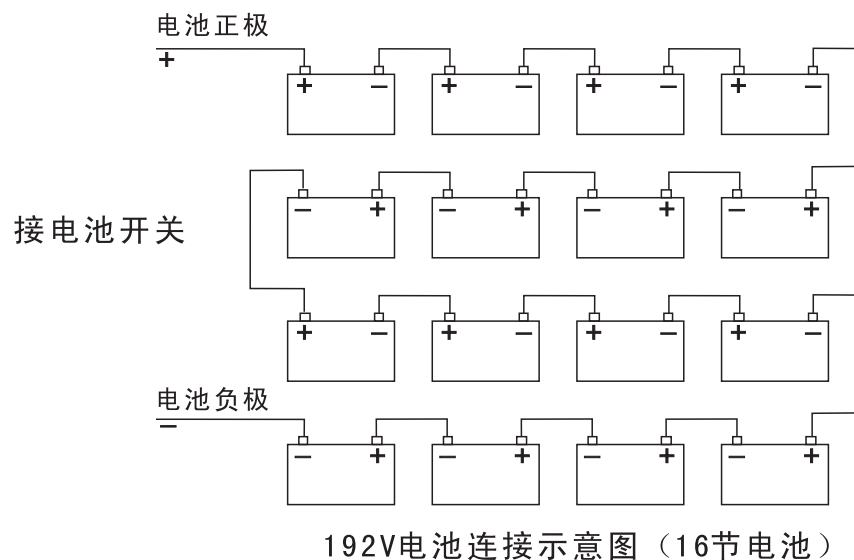 电池正极
+
+ − + − + − + −
− + − + − + − +
接电池开关
+ − + − + − + −
电池负极
−
− + − + − + − +
192V电池连接示意图（16节电池）